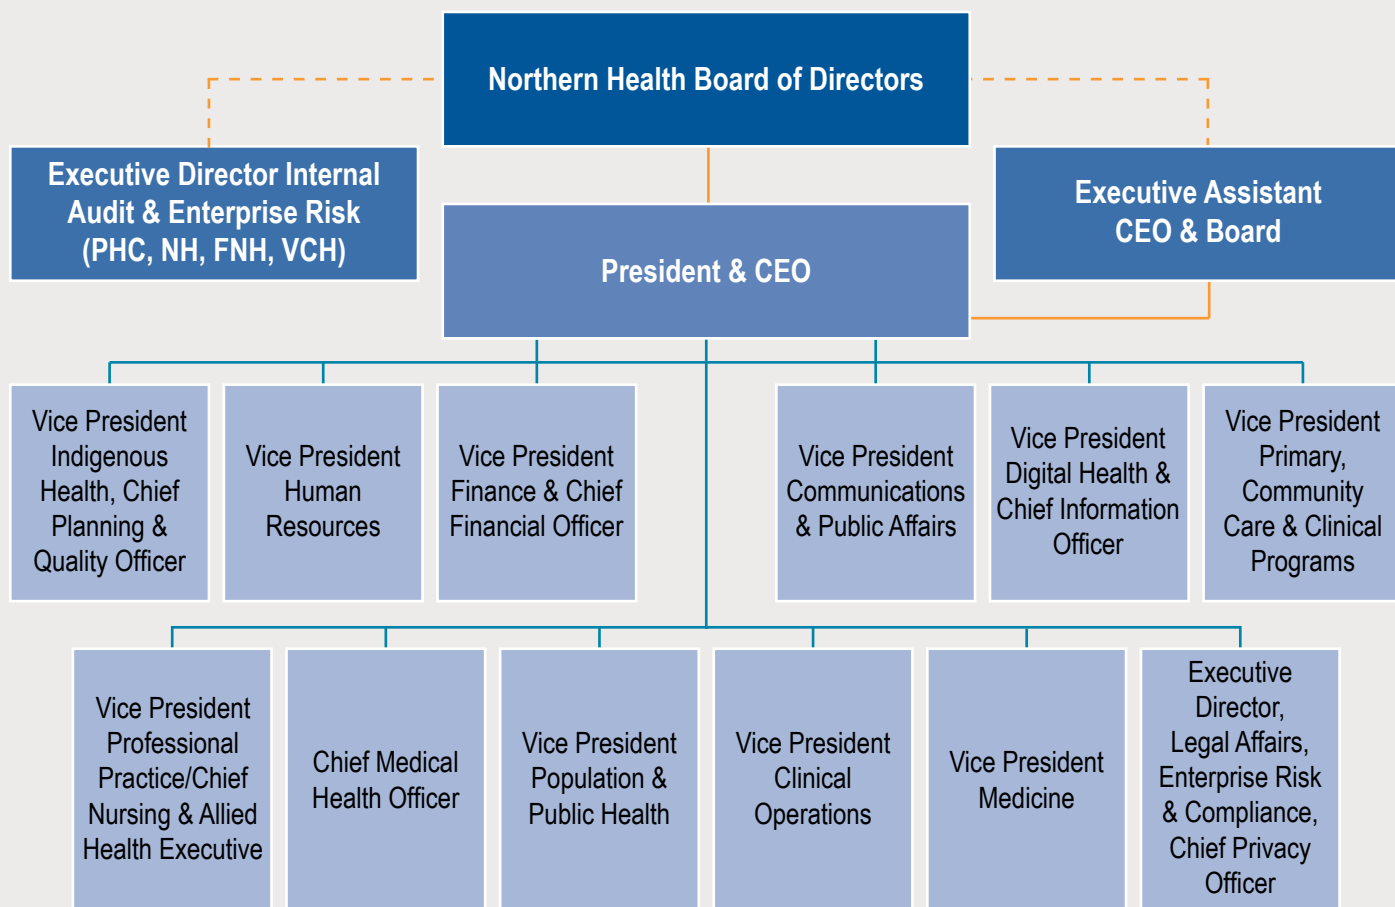 Northern Health Board of Directors
Executive Director Internal
Audit & Enterprise Risk
(PHC, NH, FNH, VCH)
Executive Assistant
CEO & Board
President & CEO
Vice President
Indigenous
Health, Chief
Planning &
Quality Officer
Vice President
Human
Resources
Vice President
Finance & Chief
Financial Officer
Vice President
Communications
& Public Affairs
Vice President
Digital Health &
Chief Information
Officer
Vice President
Primary,
Community
Care & Clinical
Programs
Vice President
Professional
Practice/Chief
Nursing & Allied
Health Executive
Chief Medical
Health Officer
Vice President
Population &
Public Health
Vice President
Clinical
Operations
Vice President
Medicine
Executive
Director,
Legal Affairs,
Enterprise Risk
& Compliance,
Chief Privacy
Officer